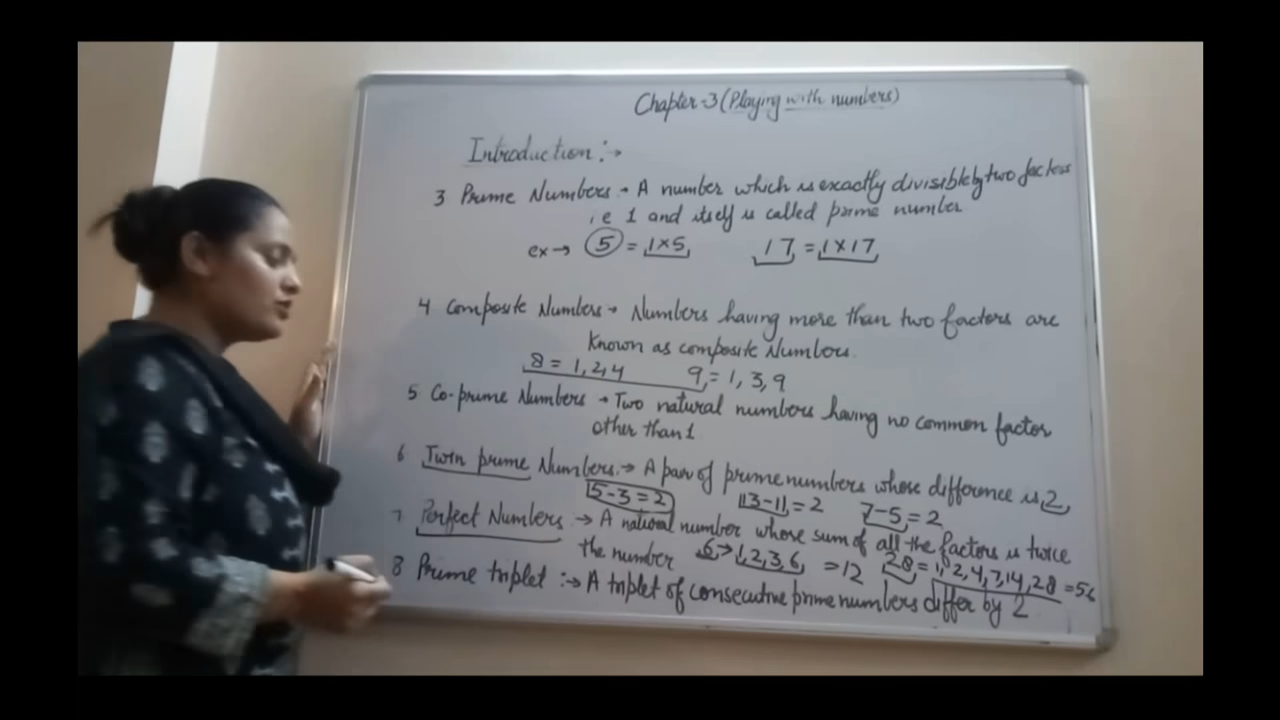 Chapter-3 (Playing with numbers)
Introduction:-
3 Prime Numbers - A number which is exactly divisible by two factors
i.e 1 and itself is called prime number
ex→ 5 = 1×5 17 = 1×17
4 Composite Numbers → Numbers having more than two factors are
known as composite Numbers.
8 = 1,2,4 9 = 1, 3, 9
5 Co-prime Numbers → Two natural numbers having no common factor
other than 1
6 Twin prime Numbers:→ A pair of prime numbers whose difference is 2
5-3=2 13-11=2 7-5=2
7 Perfect Numbers:→ A natural number whose sum of all the factors is twice
the number 6→1,2,3,6 =12 28=1,2,4,7,14,28=56
8 Prime triplet:→ A triplet of consecutive prime numbers differ by 2